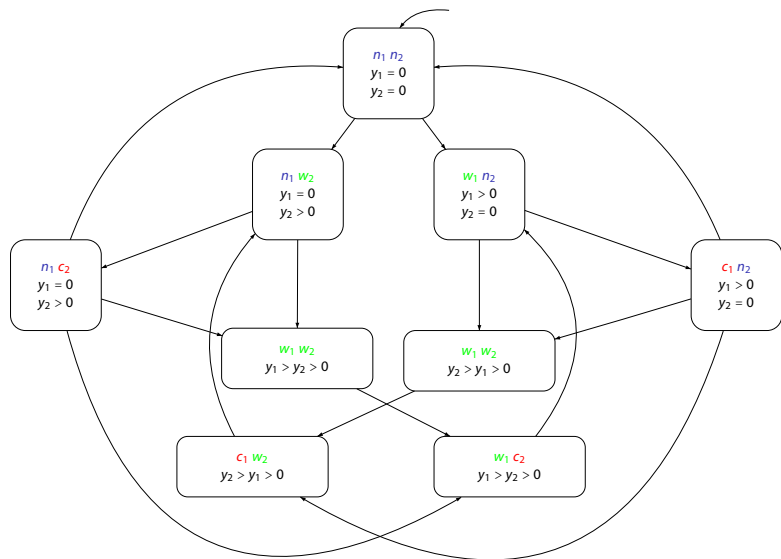 n₁ n₂
y₁ = 0
y₂ = 0
n₁ w₂
y₁ = 0
y₂ > 0
w₁ n₂
y₁ > 0
y₂ = 0
n₁ c₂
y₁ = 0
y₂ > 0
c₁ n₂
y₁ > 0
y₂ = 0
w₁ w₂
y₁ > y₂ > 0
w₁ w₂
y₂ > y₁ > 0
c₁ w₂
y₂ > y₁ > 0
w₁ c₂
y₁ > y₂ > 0